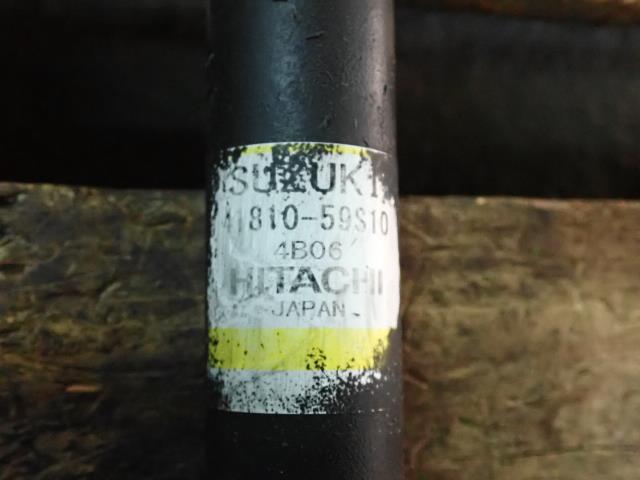 SUZUKI
41810-59S10
4B06
HITACHI
JAPAN